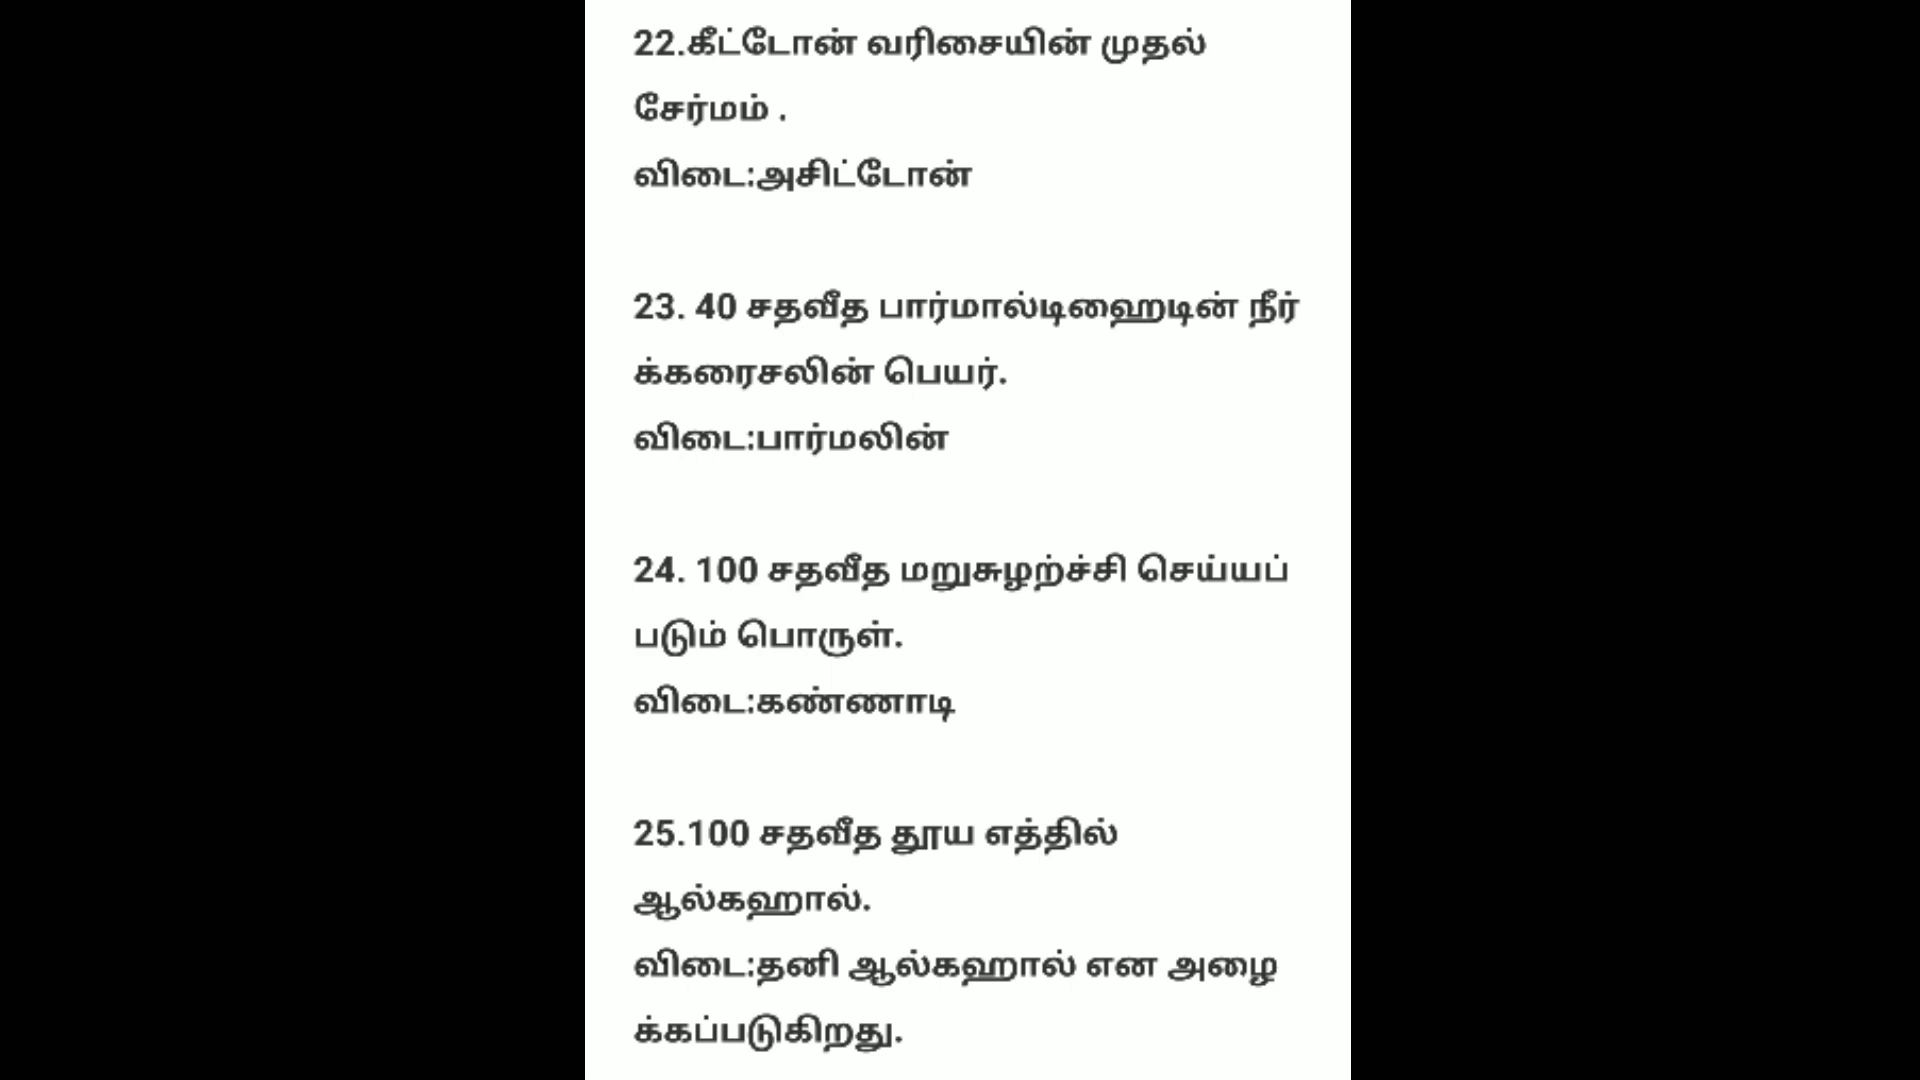 22.கீட்டோன் வரிசையின் முதல்
சேர்மம் .
விடை:அசிட்டோன்
23. 40 சதவீத பார்மால்டிஹைடின் நீர்
க்கரைசலின் பெயர்.
விடை:பார்மலின்
24. 100 சதவீத மறுசுழற்ச்சி செய்யப்
படும் பொருள்.
விடை:கண்ணாடி
25.100 சதவீத தூய எத்தில்
ஆல்கஹால்.
விடை:தனி ஆல்கஹால் என அழை
க்கப்படுகிறது.